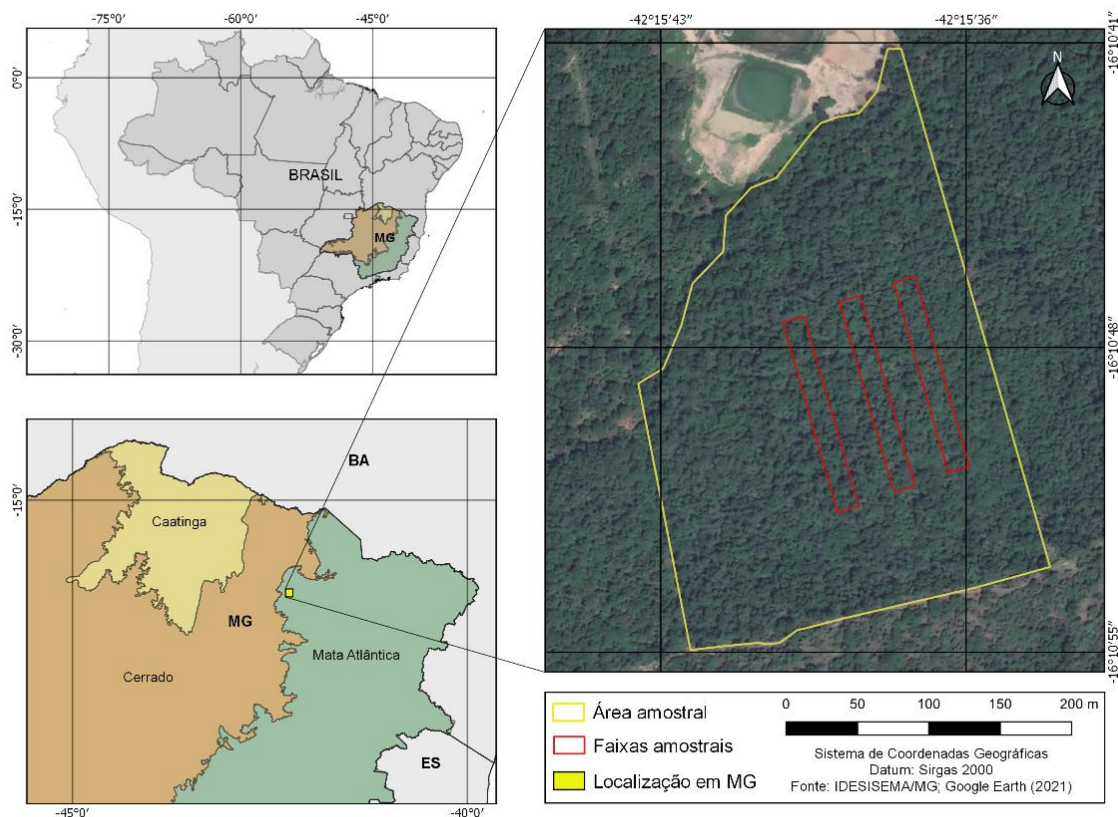 -75°0' -60°0' -45°0'
0°0'
-15°0'
-30°0'
BRASIL
MG
-42°15'43" -42°15'36"
-16°10'41"
-16°10'48"
-16°10'55"
N
BA
-15°0'
Caatinga
MG
Mata Atlântica
Cerrado
ES
-45°0' -40°0'
Área amostral
Faixas amostrais
Localização em MG
0 50 100 150 200 m
Sistema de Coordenadas Geográficas
Datum: Sirgas 2000
Fonte: IDESISEMA/MG; Google Earth (2021)